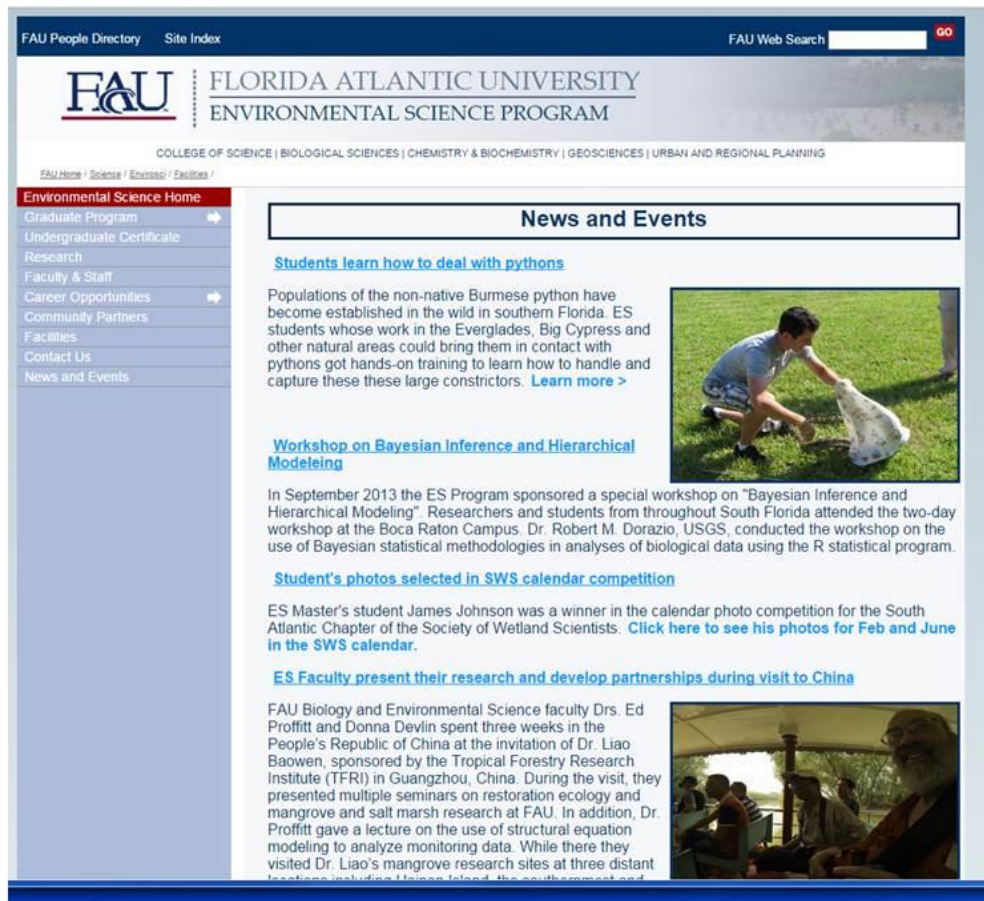 FAU People Directory Site Index FAU Web Search GO
FAU FLORIDA ATLANTIC UNIVERSITY
ENVIRONMENTAL SCIENCE PROGRAM
COLLEGE OF SCIENCE | BIOLOGICAL SCIENCES | CHEMISTRY & BIOCHEMISTRY | GEOSCIENCES | URBAN AND REGIONAL PLANNING
FAU Home / Science / Envirosci / Facilities /
Environmental Science Home
Graduate Program
Undergraduate Certificate
Research
Faculty & Staff
Career Opportunities
Community Partners
Facilities
Contact Us
News and Events
News and Events
Students learn how to deal with pythons
Populations of the non-native Burmese python have
become established in the wild in southern Florida. ES
students whose work in the Everglades, Big Cypress and
other natural areas could bring them in contact with
pythons got hands-on training to learn how to handle and
capture these these large constrictors. Learn more >
Workshop on Bayesian Inference and Hierarchical
Modeleing
In September 2013 the ES Program sponsored a special workshop on "Bayesian Inference and
Hierarchical Modeling". Researchers and students from throughout South Florida attended the two-day
workshop at the Boca Raton Campus. Dr. Robert M. Dorazio, USGS, conducted the workshop on the
use of Bayesian statistical methodologies in analyses of biological data using the R statistical program.
Student's photos selected in SWS calendar competition
ES Master's student James Johnson was a winner in the calendar photo competition for the South
Atlantic Chapter of the Society of Wetland Scientists. Click here to see his photos for Feb and June
in the SWS calendar.
ES Faculty present their research and develop partnerships during visit to China
FAU Biology and Environmental Science faculty Drs. Ed
Proffitt and Donna Devlin spent three weeks in the
People's Republic of China at the invitation of Dr. Liao
Baowen, sponsored by the Tropical Forestry Research
Institute (TFRI) in Guangzhou, China. During the visit, they
presented multiple seminars on restoration ecology and
mangrove and salt marsh research at FAU. In addition, Dr.
Proffitt gave a lecture on the use of structural equation
modeling to analyze monitoring data. While there they
visited Dr. Liao's mangrove research sites at three distant